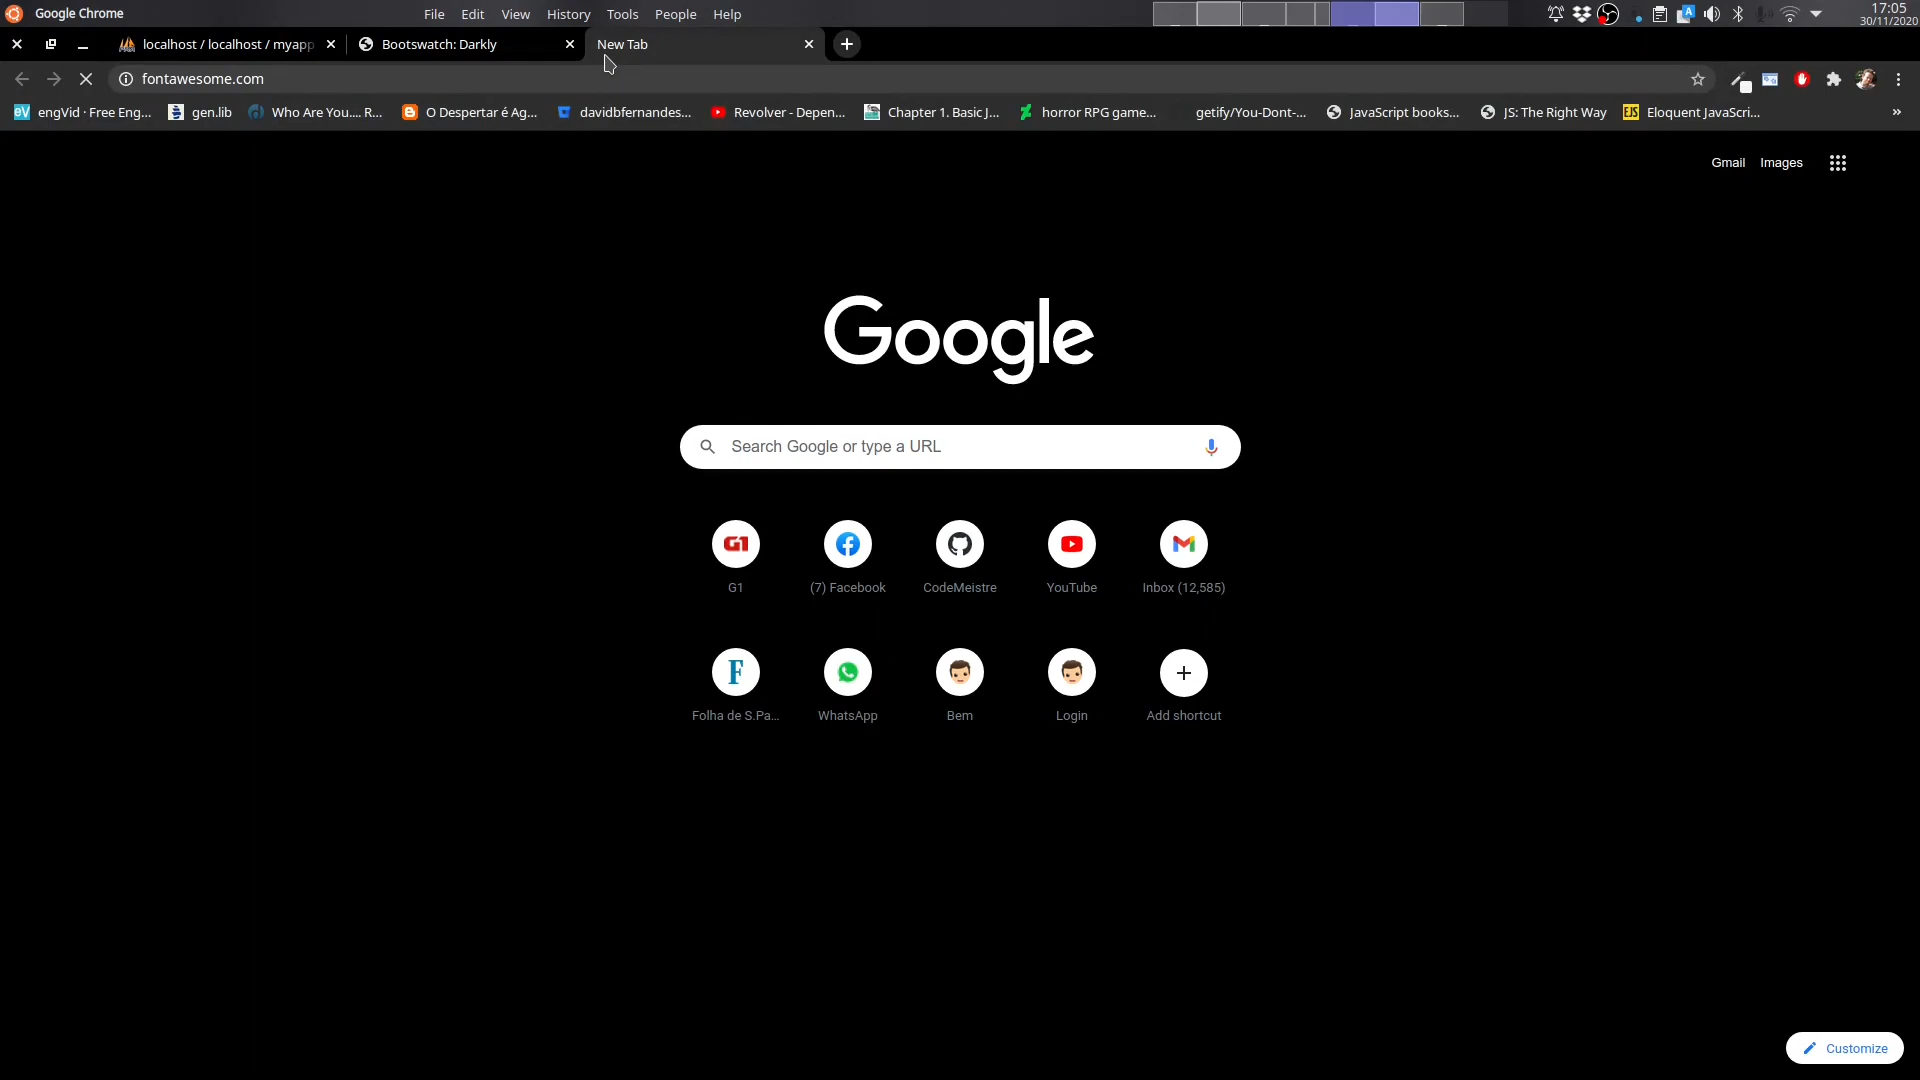 Google Chrome File Edit View History Tools People Help 17:05
30/11/2020
localhost / localhost / myapp Bootswatch: Darkly New Tab
fontawesome.com
engVid · Free Eng... gen.lib Who Are You.... R... O Despertar é Ag... davidbfernandes... Revolver - Depen... Chapter 1. Basic J... horror RPG game... getify/You-Dont-... JavaScript books... JS: The Right Way Eloquent JavaScri... »
Gmail Images
Google
Search Google or type a URL
G1 (7) Facebook CodeMeistre YouTube Inbox (12,585)
Folha de S.Pa... WhatsApp Bem Login Add shortcut
Customize